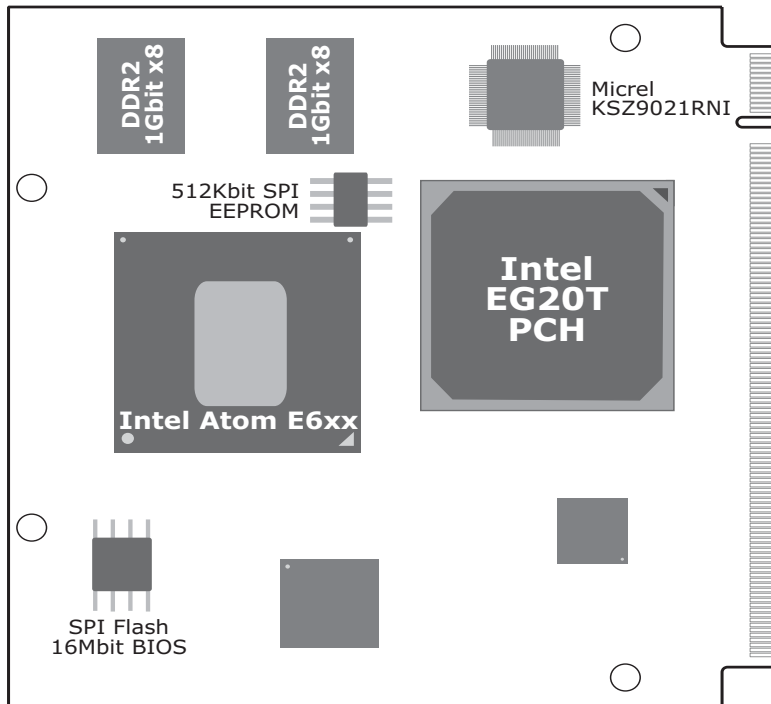 DDR2
1Gbit x8
DDR2
1Gbit x8
Micrel
KSZ9021RNI
512Kbit SPI
EEPROM
Intel
EG20T
PCH
Intel Atom E6xx
SPI Flash
16Mbit BIOS